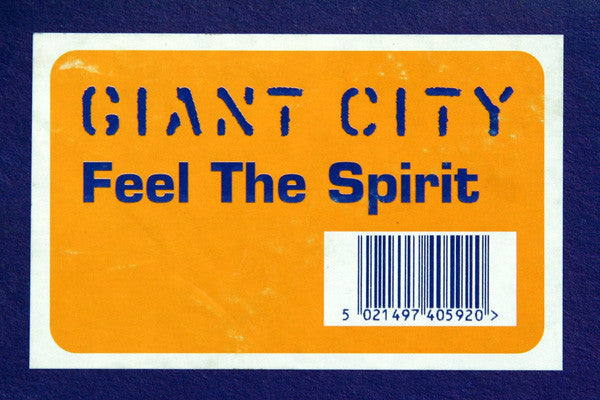 GIANT CITY
Feel The Spirit
5 021497 405920 >